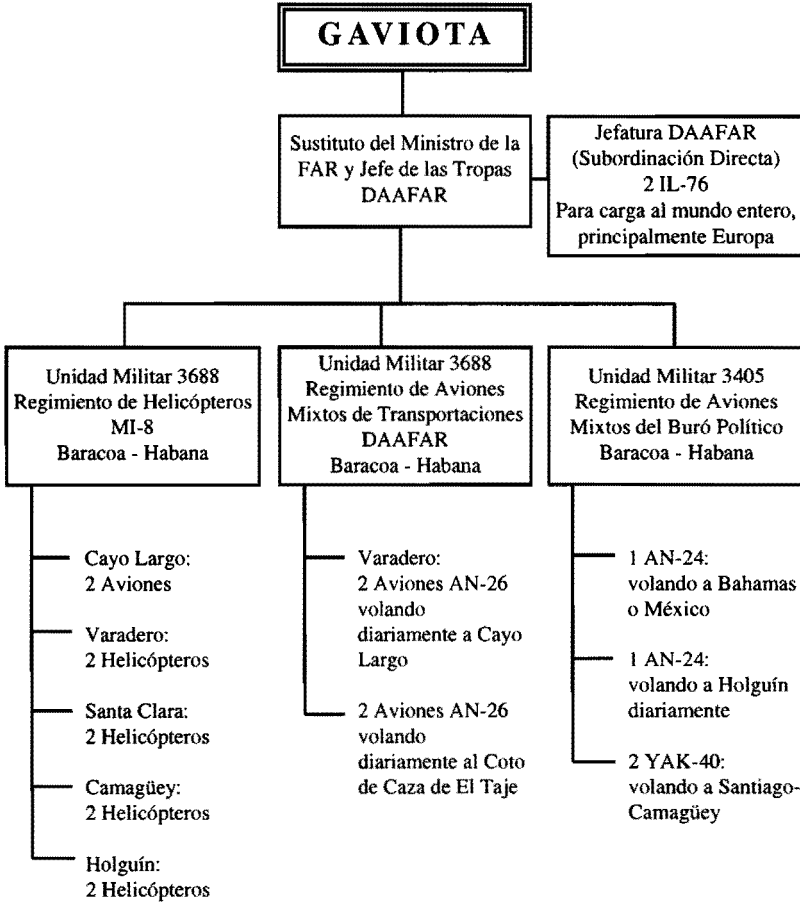 GAVIOTA
Sustituto del Ministro de la
FAR y Jefe de las Tropas
DAAFAR
Jefatura DAAFAR
(Subordinación Directa)
2 IL-76
Para carga al mundo entero,
principalmente Europa
Unidad Militar 3688
Regimiento de Helicópteros
MI-8
Baracoa - Habana
Cayo Largo:
2 Aviones
Varadero:
2 Helicópteros
Santa Clara:
2 Helicópteros
Camagüey:
2 Helicópteros
Holguín:
2 Helicópteros
Unidad Militar 3688
Regimiento de Aviones
Mixtos de Transportaciones
DAAFAR
Baracoa - Habana
Varadero:
2 Aviones AN-26
volando
diariamente a Cayo
Largo
2 Aviones AN-26
volando
diariamente al Coto
de Caza de El Taje
Unidad Militar 3405
Regimiento de Aviones
Mixtos del Buró Político
Baracoa - Habana
1 AN-24:
volando a Bahamas
o México
1 AN-24:
volando a Holguín
diariamente
2 YAK-40:
volando a Santiago-
Camagüey